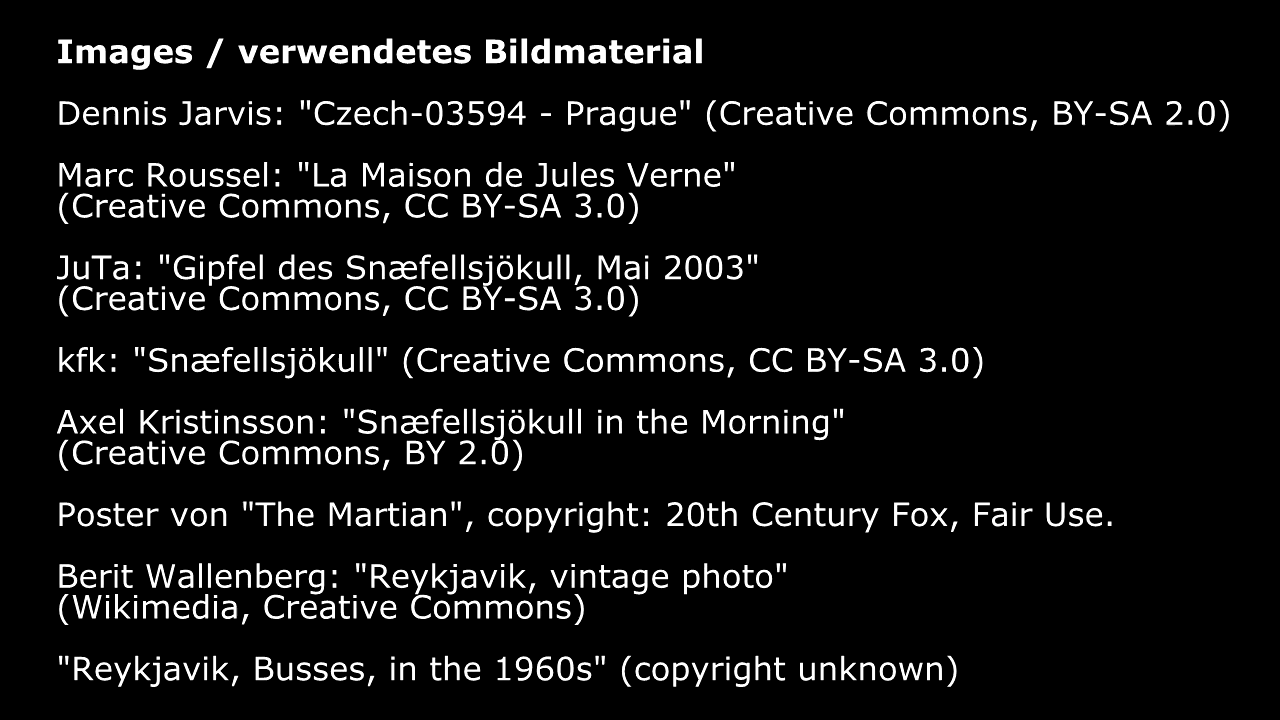 Images / verwendetes Bildmaterial
Dennis Jarvis: "Czech-03594 - Prague" (Creative Commons, BY-SA 2.0)
Marc Roussel: "La Maison de Jules Verne"
(Creative Commons, CC BY-SA 3.0)
JuTa: "Gipfel des Snæfellsjökull, Mai 2003"
(Creative Commons, CC BY-SA 3.0)
kfk: "Snæfellsjökull" (Creative Commons, CC BY-SA 3.0)
Axel Kristinsson: "Snæfellsjökull in the Morning"
(Creative Commons, BY 2.0)
Poster von "The Martian", copyright: 20th Century Fox, Fair Use.
Berit Wallenberg: "Reykjavik, vintage photo"
(Wikimedia, Creative Commons)
"Reykjavik, Busses, in the 1960s" (copyright unknown)